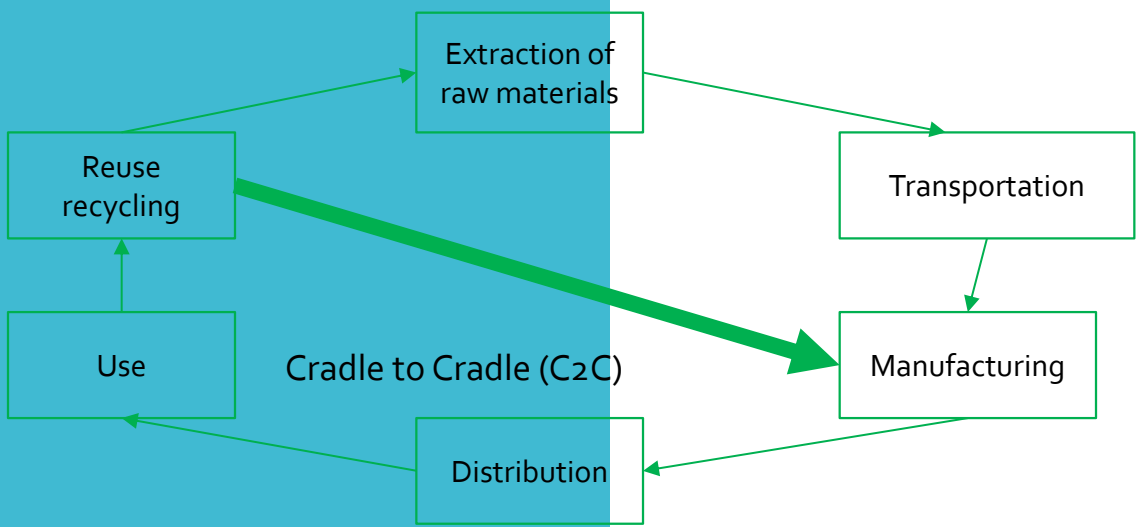 Extraction of
raw materials
Reuse
recycling
Transportation
Use
Cradle to Cradle (C2C)
Manufacturing
Distribution